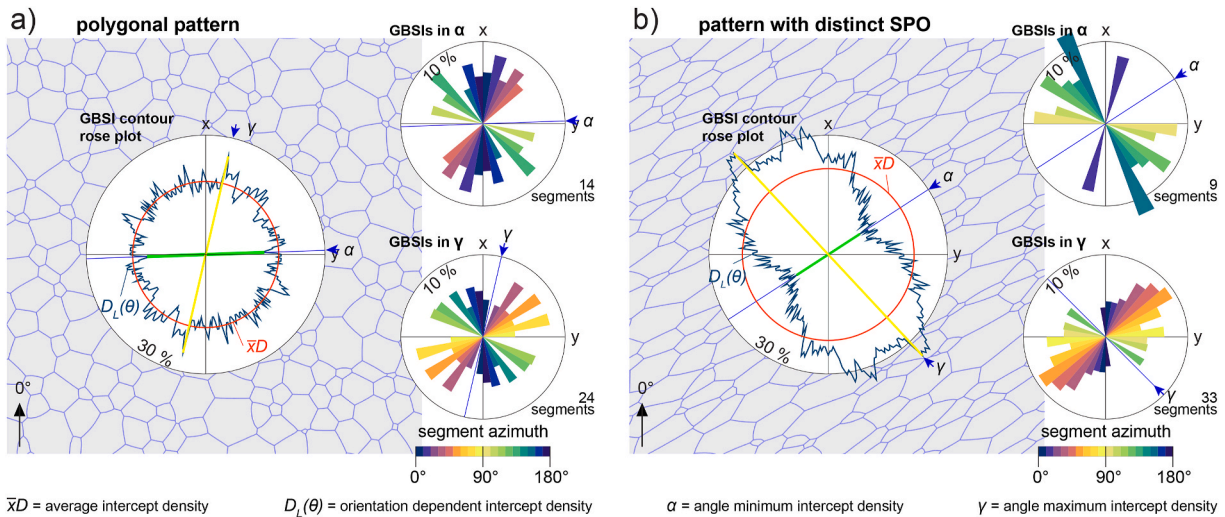 a) polygonal pattern
GBSIs in α
x
10 %
y
α
14
segments
GBSI contour
rose plot
x
γ
y
α
D_L(θ)
x̅D
30 %
0°
GBSIs in γ
x
γ
10 %
y
24
segments
segment azimuth
0° 90° 180°
b) pattern with distinct SPO
GBSIs in α
x
10 %
α
y
9
segments
GBSI contour
rose plot
x
x̅D
α
y
D_L(θ)
30 %
γ
0°
GBSIs in γ
x
10 %
y
γ
33
segments
segment azimuth
0° 90° 180°
x̅D = average intercept density
D_L(θ) = orientation dependent intercept density
α = angle minimum intercept density
γ = angle maximum intercept density